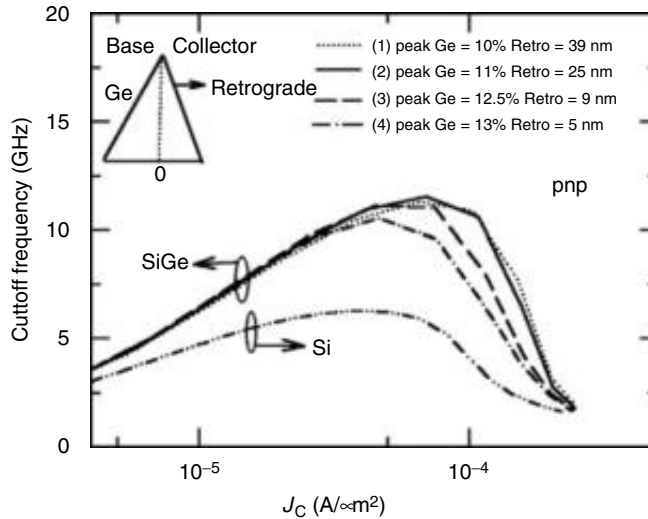 20
15
10
5
0
Cuttoff frequency (GHz)
Base Collector
Ge
Retrograde
0
(1) peak Ge = 10% Retro = 39 nm
(2) peak Ge = 11% Retro = 25 nm
(3) peak Ge = 12.5% Retro = 9 nm
(4) peak Ge = 13% Retro = 5 nm
pnp
SiGe
Si
10⁻⁵ 10⁻⁴
J_C (A/∝m²)